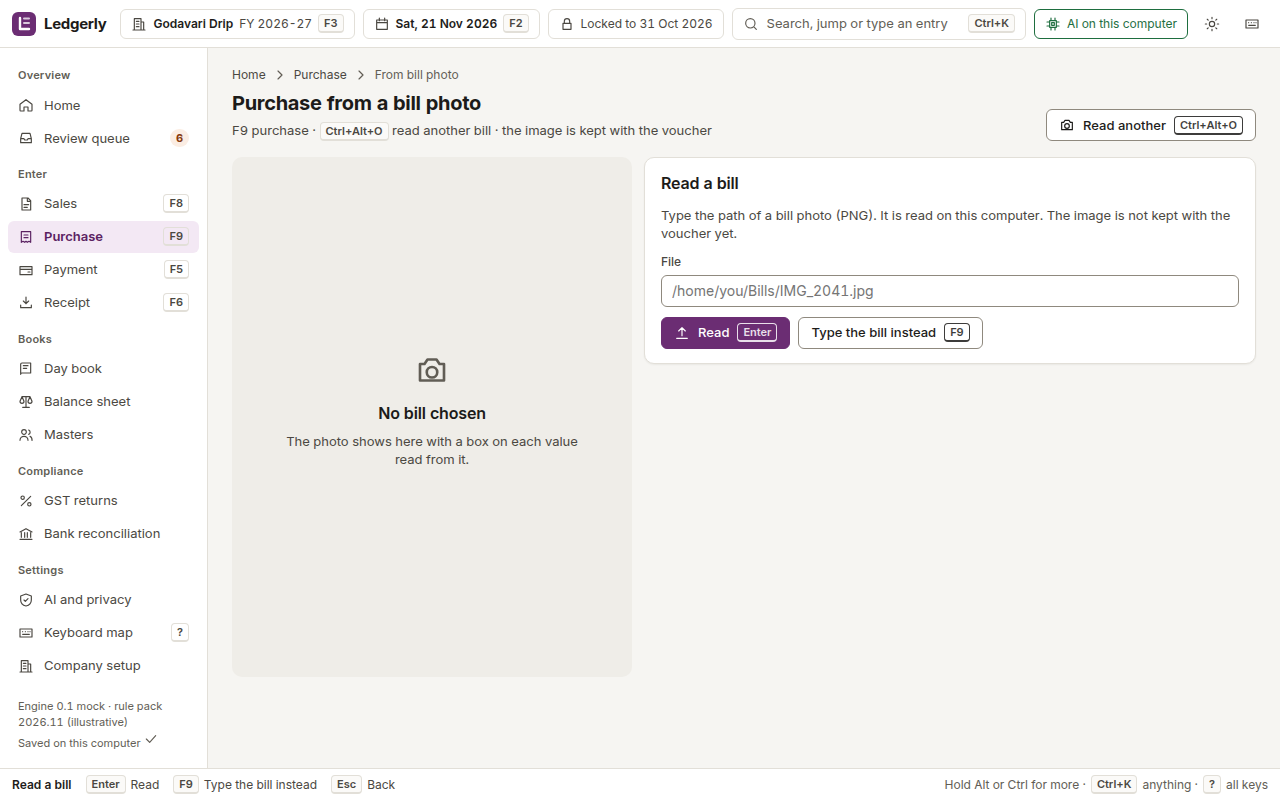 Ledgerly
Godavari Drip FY 2026-27 F3
Sat, 21 Nov 2026 F2
Locked to 31 Oct 2026
Search, jump or type an entry Ctrl+K
AI on this computer
Overview
Home
Review queue 6
Enter
Sales F8
Purchase F9
Payment F5
Receipt F6
Books
Day book
Balance sheet
Masters
Compliance
GST returns
Bank reconciliation
Settings
AI and privacy
Keyboard map ?
Company setup
Engine 0.1 mock · rule pack
2026.11 (illustrative)
Saved on this computer
Home > Purchase > From bill photo
Purchase from a bill photo
F9 purchase · Ctrl+Alt+O read another bill · the image is kept with the voucher
Read another Ctrl+Alt+O
No bill chosen
The photo shows here with a box on each value
read from it.
Read a bill
Type the path of a bill photo (PNG). It is read on this computer. The image is not kept with the
voucher yet.
File
/home/you/Bills/IMG_2041.jpg
Read Enter
Type the bill instead F9
Read a bill Enter Read F9 Type the bill instead Esc Back
Hold Alt or Ctrl for more · Ctrl+K anything · ? all keys